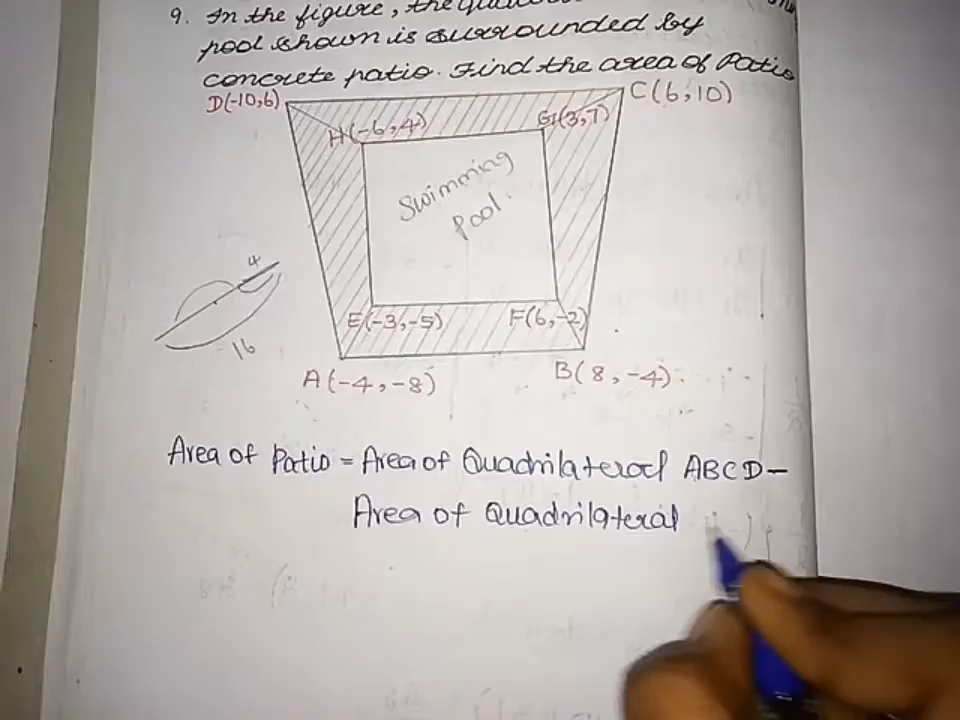 9. In the figure, the
pool shown is surrounded by
concrete patio. Find the area of Patio
D(-10,6)
C(6,10)
H(-6,4)
G(3,7)
Swimming
Pool.
4
16
E(-3,-5)
F(6,-2)
A(-4,-8)
B(8,-4).
Area of Patio = Area of Quadrilateral ABCD-
Area of Quadrilateral